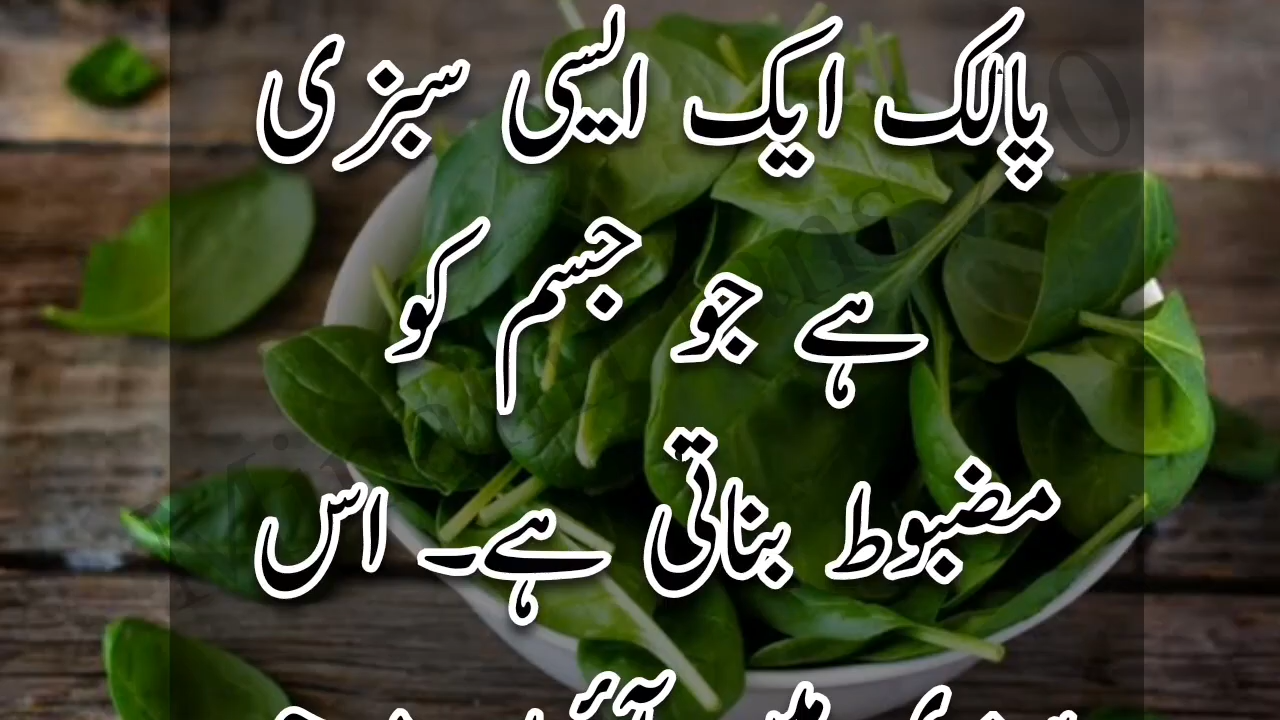 پالک ایک ایسی سبزی
ہے جو جسم کو
مضبوط بناتی ہے۔ اس